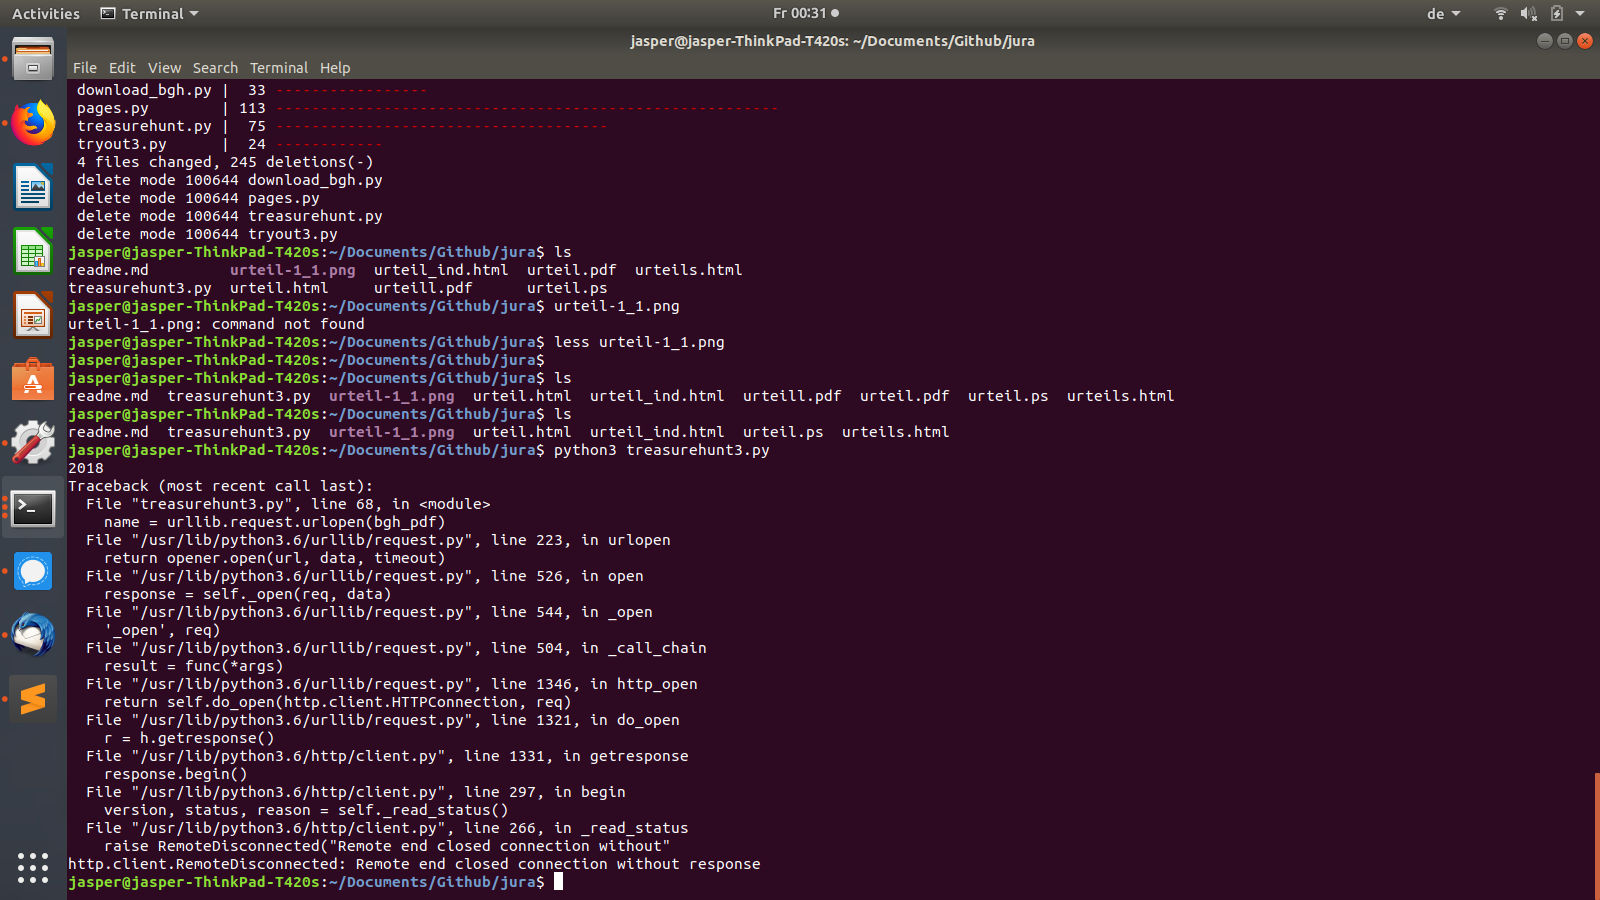 Activities Terminal Fr 00:31 de
jasper@jasper-ThinkPad-T420s: ~/Documents/Github/jura
File Edit View Search Terminal Help
download_bgh.py | 33 -----------------
pages.py | 113 --------------------------------------------------------
treasurehunt.py | 75 -------------------------------------
tryout3.py | 24 ------------
4 files changed, 245 deletions(-)
delete mode 100644 download_bgh.py
delete mode 100644 pages.py
delete mode 100644 treasurehunt.py
delete mode 100644 tryout3.py
jasper@jasper-ThinkPad-T420s:~/Documents/Github/jura$ ls
readme.md urteil-1_1.png urteil_ind.html urteil.pdf urteils.html
treasurehunt3.py urteil.html urteill.pdf urteil.ps
jasper@jasper-ThinkPad-T420s:~/Documents/Github/jura$ urteil-1_1.png
urteil-1_1.png: command not found
jasper@jasper-ThinkPad-T420s:~/Documents/Github/jura$ less urteil-1_1.png
jasper@jasper-ThinkPad-T420s:~/Documents/Github/jura$
jasper@jasper-ThinkPad-T420s:~/Documents/Github/jura$ ls
readme.md treasurehunt3.py urteil-1_1.png urteil.html urteil_ind.html urteill.pdf urteil.pdf urteil.ps urteils.html
jasper@jasper-ThinkPad-T420s:~/Documents/Github/jura$ ls
readme.md treasurehunt3.py urteil-1_1.png urteil.html urteil_ind.html urteil.ps urteils.html
jasper@jasper-ThinkPad-T420s:~/Documents/Github/jura$ python3 treasurehunt3.py
2018
Traceback (most recent call last):
File "treasurehunt3.py", line 68, in <module>
name = urllib.request.urlopen(bgh_pdf)
File "/usr/lib/python3.6/urllib/request.py", line 223, in urlopen
return opener.open(url, data, timeout)
File "/usr/lib/python3.6/urllib/request.py", line 526, in open
response = self._open(req, data)
File "/usr/lib/python3.6/urllib/request.py", line 544, in _open
'_open', req)
File "/usr/lib/python3.6/urllib/request.py", line 504, in _call_chain
result = func(*args)
File "/usr/lib/python3.6/urllib/request.py", line 1346, in http_open
return self.do_open(http.client.HTTPConnection, req)
File "/usr/lib/python3.6/urllib/request.py", line 1321, in do_open
r = h.getresponse()
File "/usr/lib/python3.6/http/client.py", line 1331, in getresponse
response.begin()
File "/usr/lib/python3.6/http/client.py", line 297, in begin
version, status, reason = self._read_status()
File "/usr/lib/python3.6/http/client.py", line 266, in _read_status
raise RemoteDisconnected("Remote end closed connection without"
http.client.RemoteDisconnected: Remote end closed connection without response
jasper@jasper-ThinkPad-T420s:~/Documents/Github/jura$